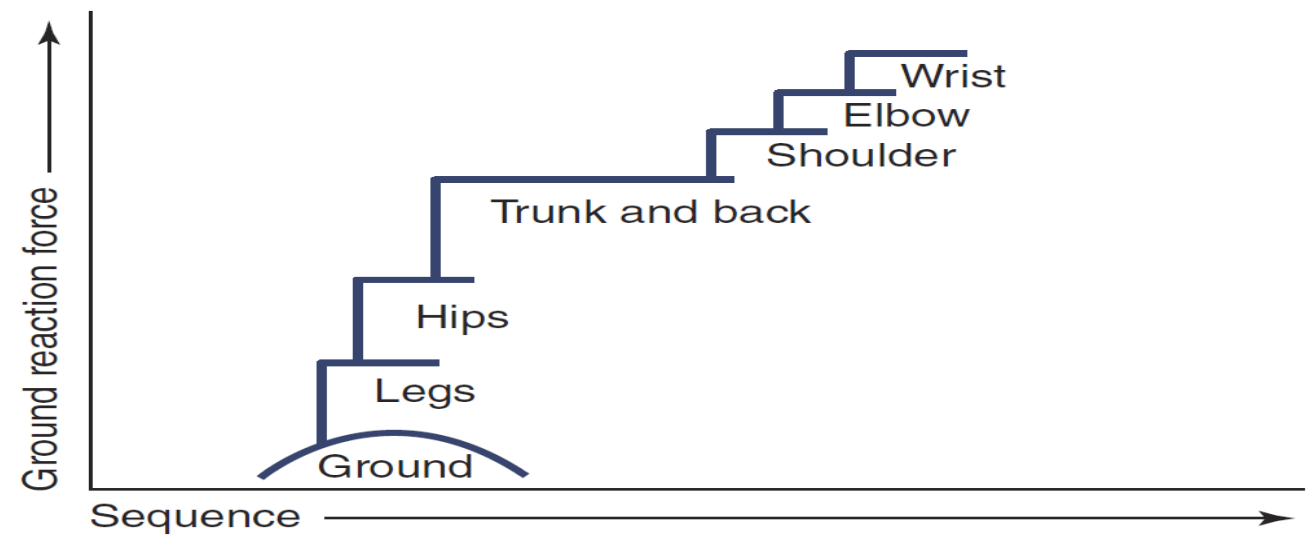 Ground reaction force
Wrist
Elbow
Shoulder
Trunk and back
Hips
Legs
Ground
Sequence